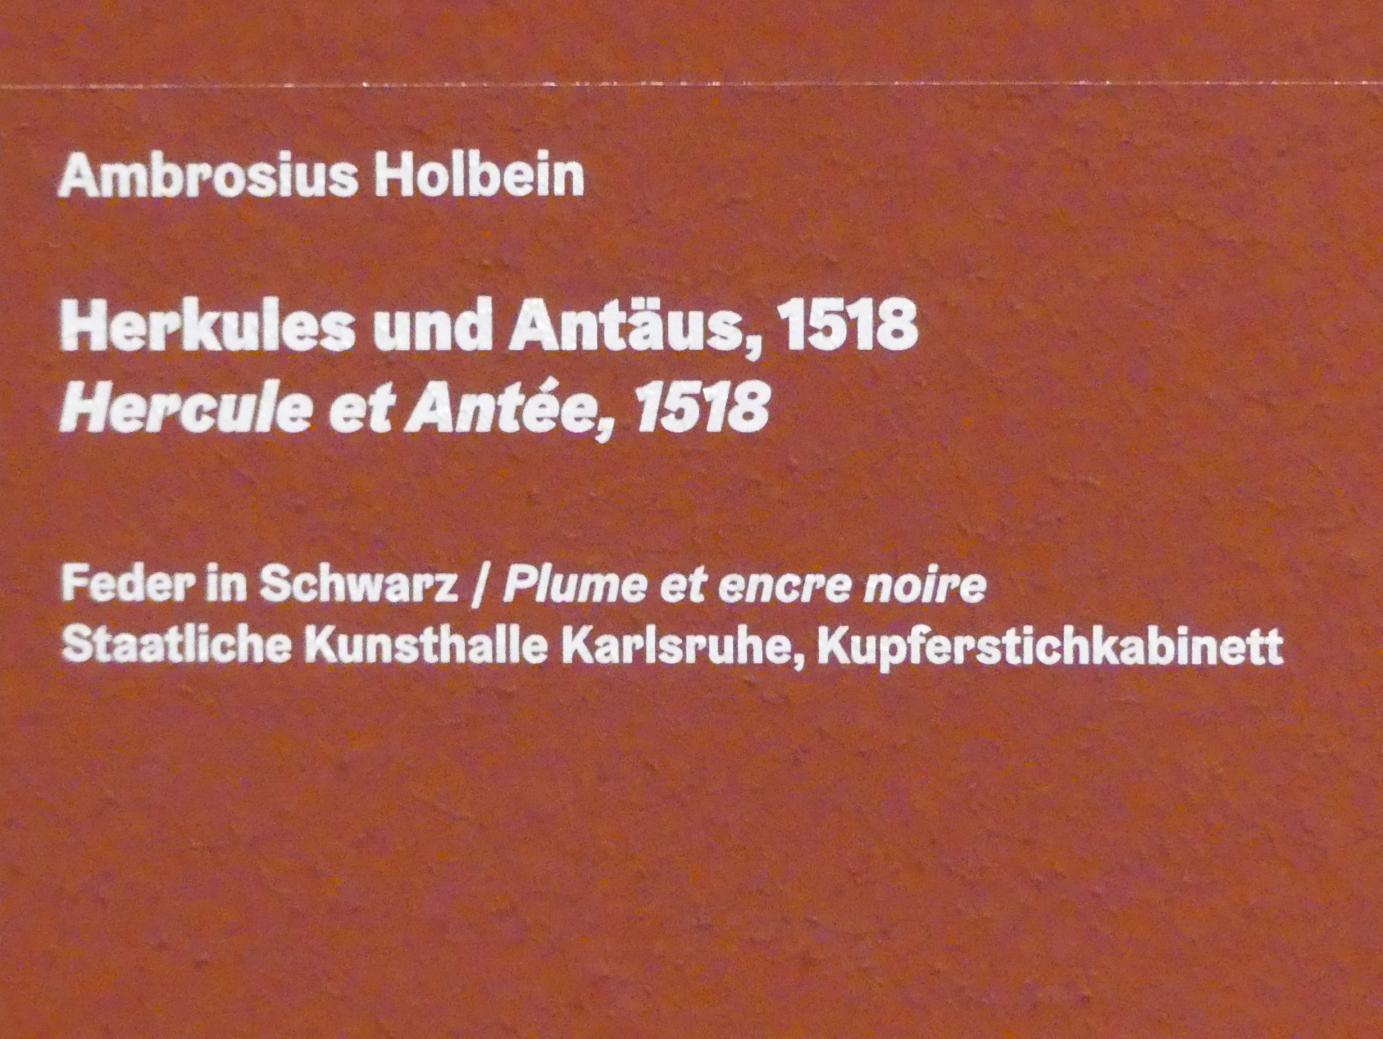 Ambrosius Holbein
Herkules und Antäus, 1518
Hercule et Antée, 1518
Feder in Schwarz / Plume et encre noire
Staatliche Kunsthalle Karlsruhe, Kupferstichkabinett